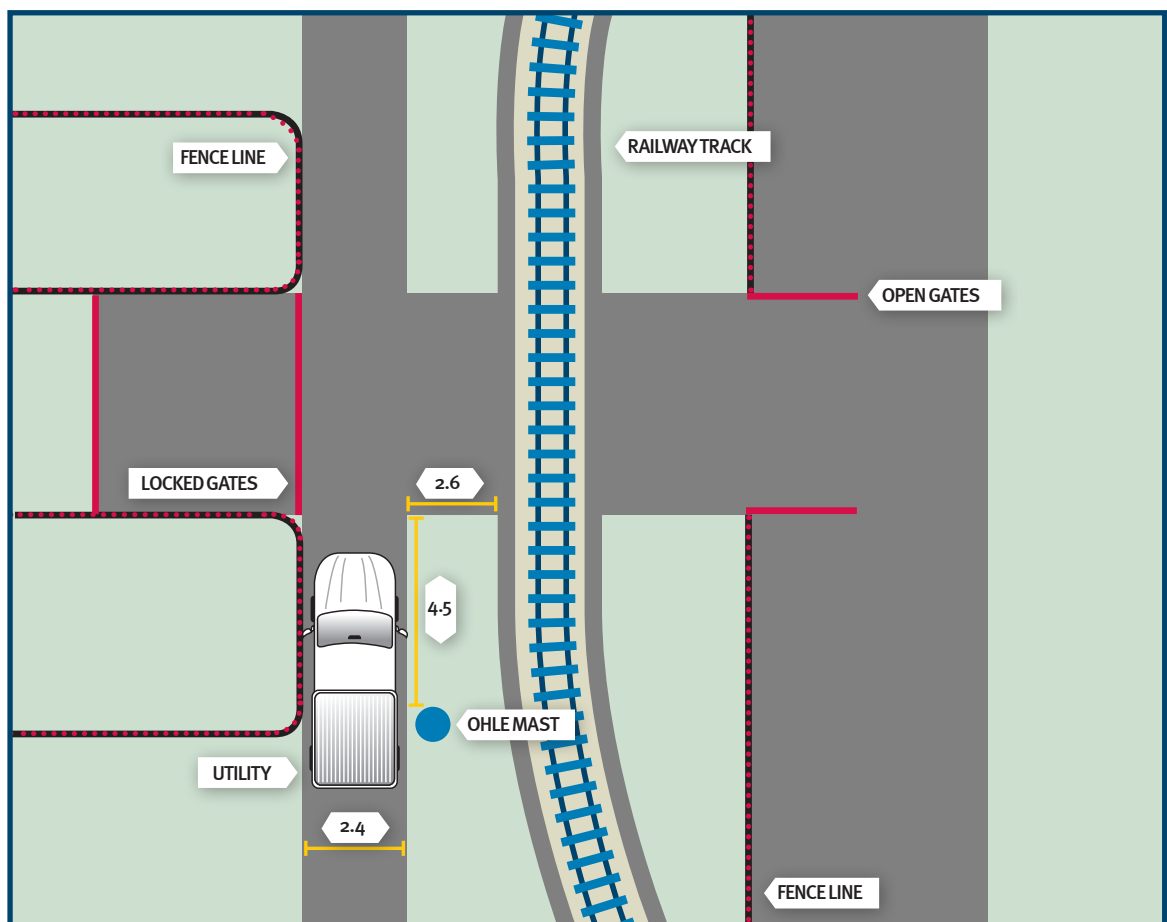 RAILWAY TRACK
FENCE LINE
OPEN GATES
LOCKED GATES
2.6
4.5
OHLE MAST
UTILITY
2.4
FENCE LINE